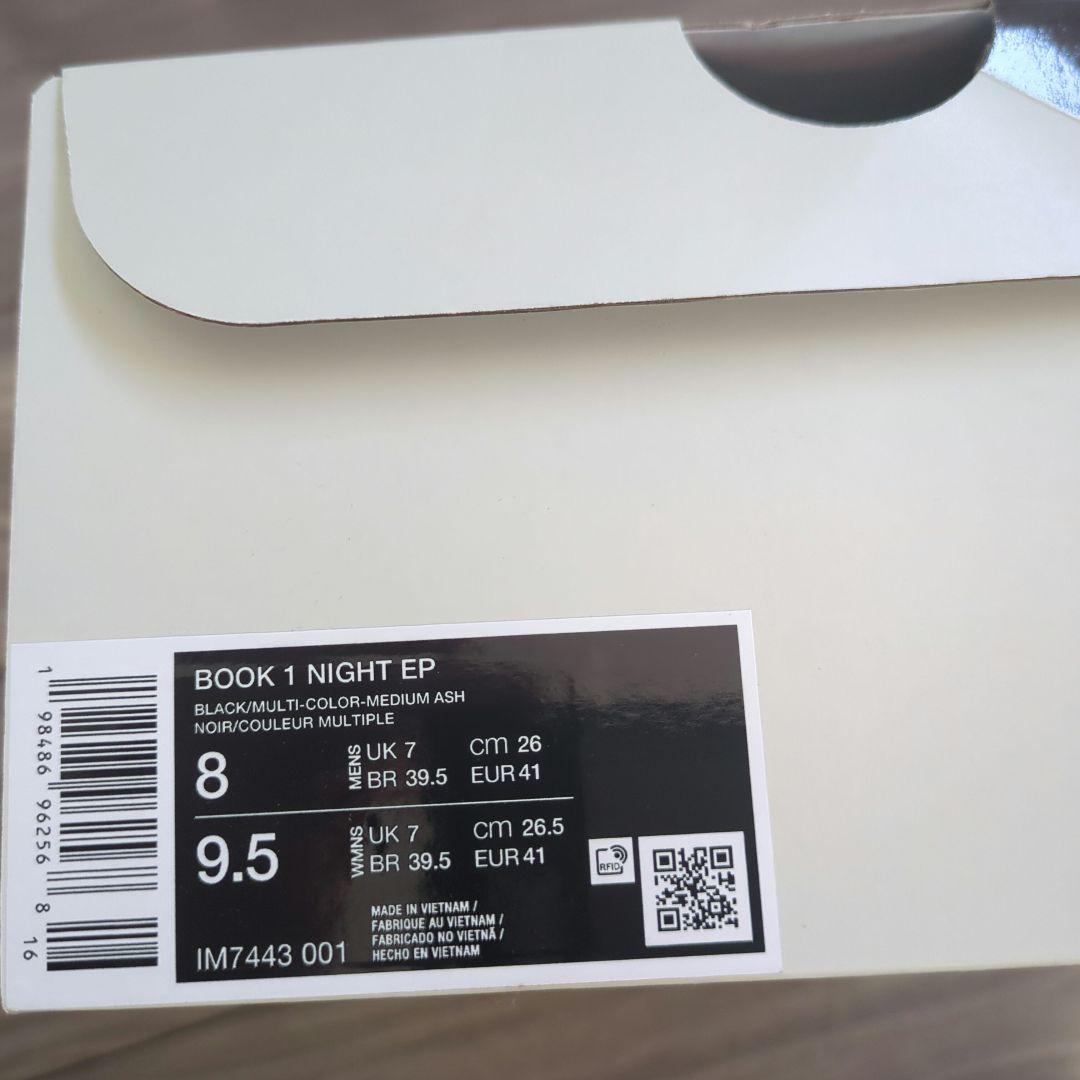 BOOK 1 NIGHT EP
BLACK/MULTI-COLOR-MEDIUM ASH
NOIR/COULEUR MULTIPLE
8
MENS
UK 7 cm 26
BR 39.5 EUR 41
9.5
WMNS
UK 7 cm 26.5
BR 39.5 EUR 41
RFID
MADE IN VIETNAM /
FABRIQUE AU VIETNAM /
FABRICADO NO VIETNÃ /
HECHO EN VIETNAM
IM7443 001
1 98486 96256 8 16